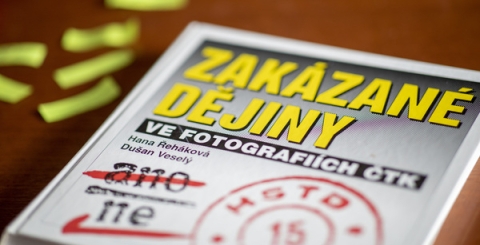 ZAKÁZANÉ
DĚJINY
VE FOTOGRAFIÍCH ČTK
Hana Řeháková
Dušan Veselý
ano
ne
HSTD
15